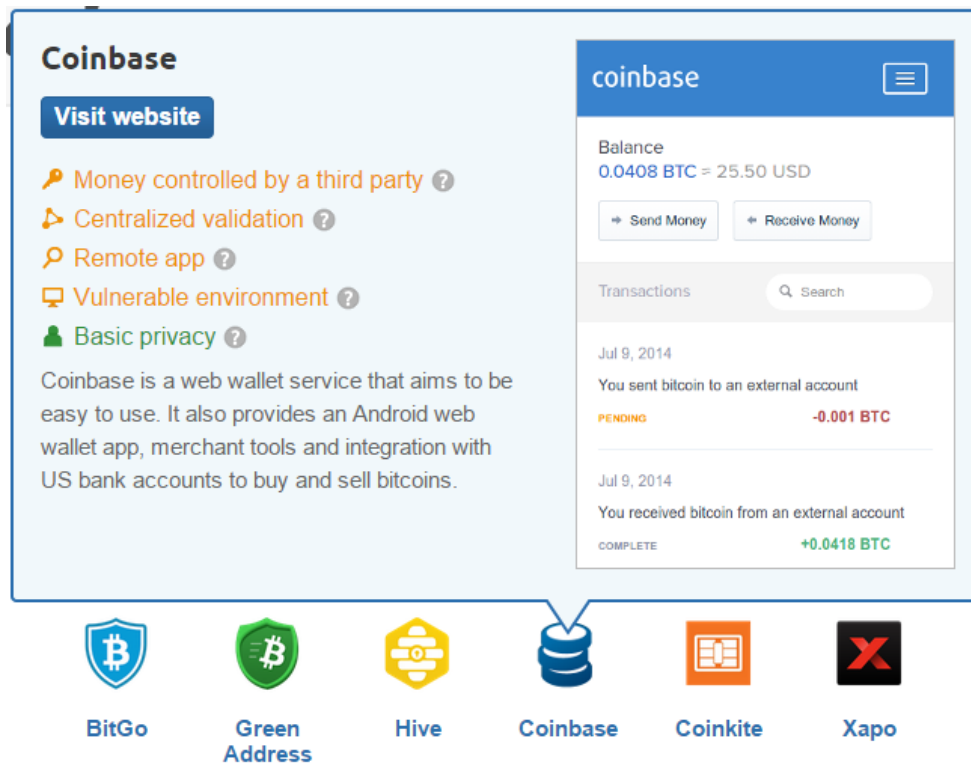 Coinbase
Visit website
Money controlled by a third party ?
Centralized validation ?
Remote app ?
Vulnerable environment ?
Basic privacy ?
Coinbase is a web wallet service that aims to be
easy to use. It also provides an Android web
wallet app, merchant tools and integration with
US bank accounts to buy and sell bitcoins.
coinbase
Balance
0.0408 BTC = 25.50 USD
Send Money
Receive Money
Transactions
Search
Jul 9, 2014
You sent bitcoin to an external account
PENDING -0.001 BTC
Jul 9, 2014
You received bitcoin from an external account
COMPLETE +0.0418 BTC
BitGo
Green
Address
Hive
Coinbase
Coinkite
Xapo